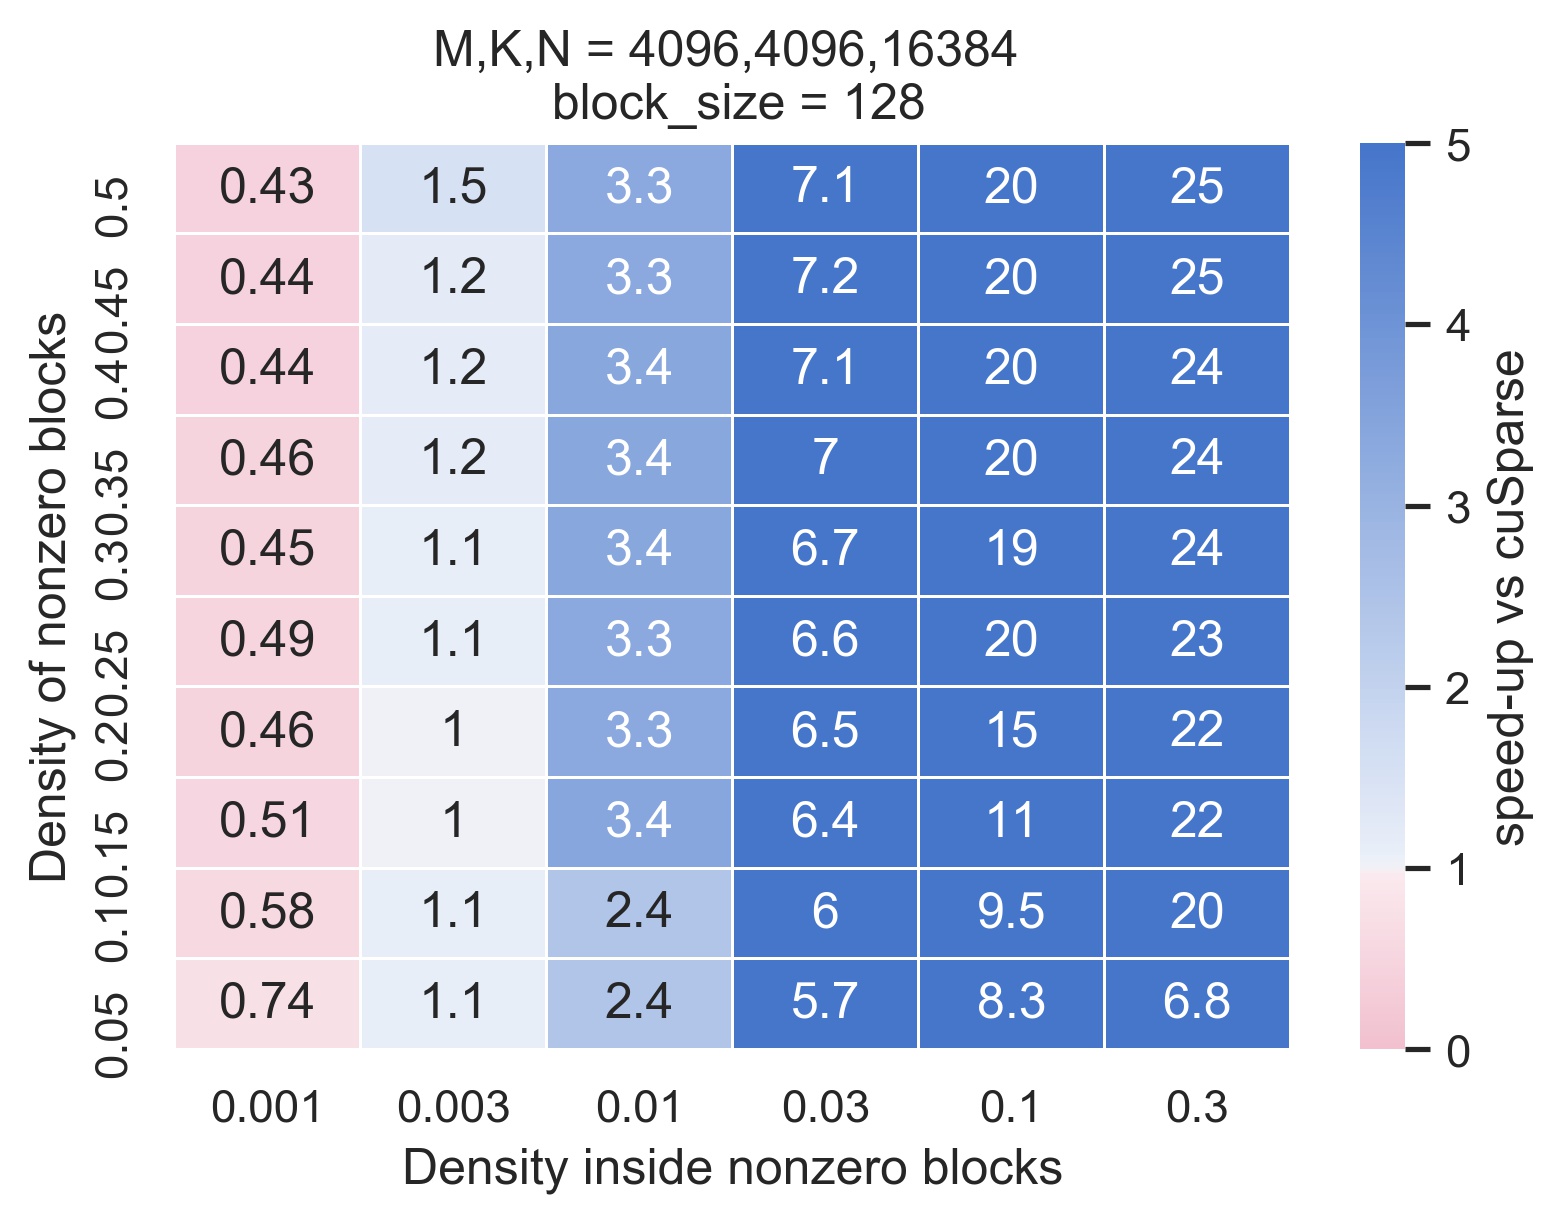 M,K,N = 4096,4096,16384
block_size = 128
Density of nonzero blocks
0.5 0.43 1.5 3.3 7.1 20 25
0.45 0.44 1.2 3.3 7.2 20 25
0.4 0.44 1.2 3.4 7.1 20 24
0.35 0.46 1.2 3.4 7 20 24
0.3 0.45 1.1 3.4 6.7 19 24
0.25 0.49 1.1 3.3 6.6 20 23
0.2 0.46 1 3.3 6.5 15 22
0.15 0.51 1 3.4 6.4 11 22
0.1 0.58 1.1 2.4 6 9.5 20
0.05 0.74 1.1 2.4 5.7 8.3 6.8
0.001 0.003 0.01 0.03 0.1 0.3
Density inside nonzero blocks
5
4
3
2
1
0
speed-up vs cuSparse